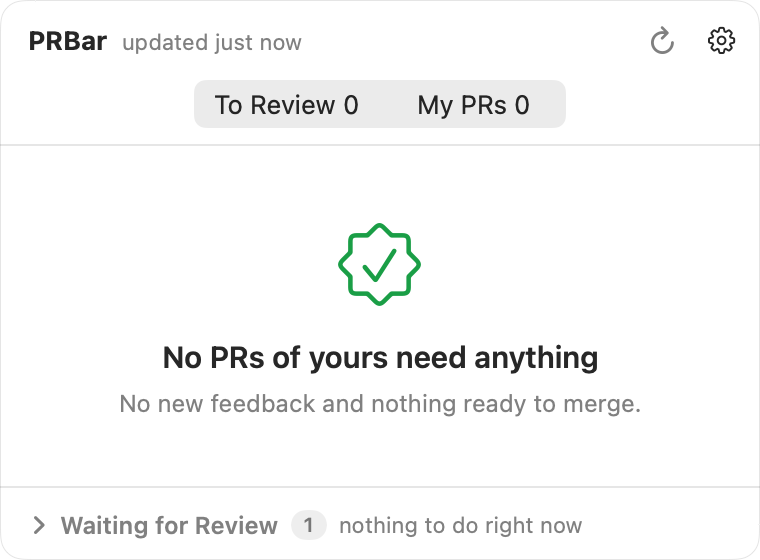 PRBar updated just now
To Review 0 My PRs 0
No PRs of yours need anything
No new feedback and nothing ready to merge.
Waiting for Review 1 nothing to do right now